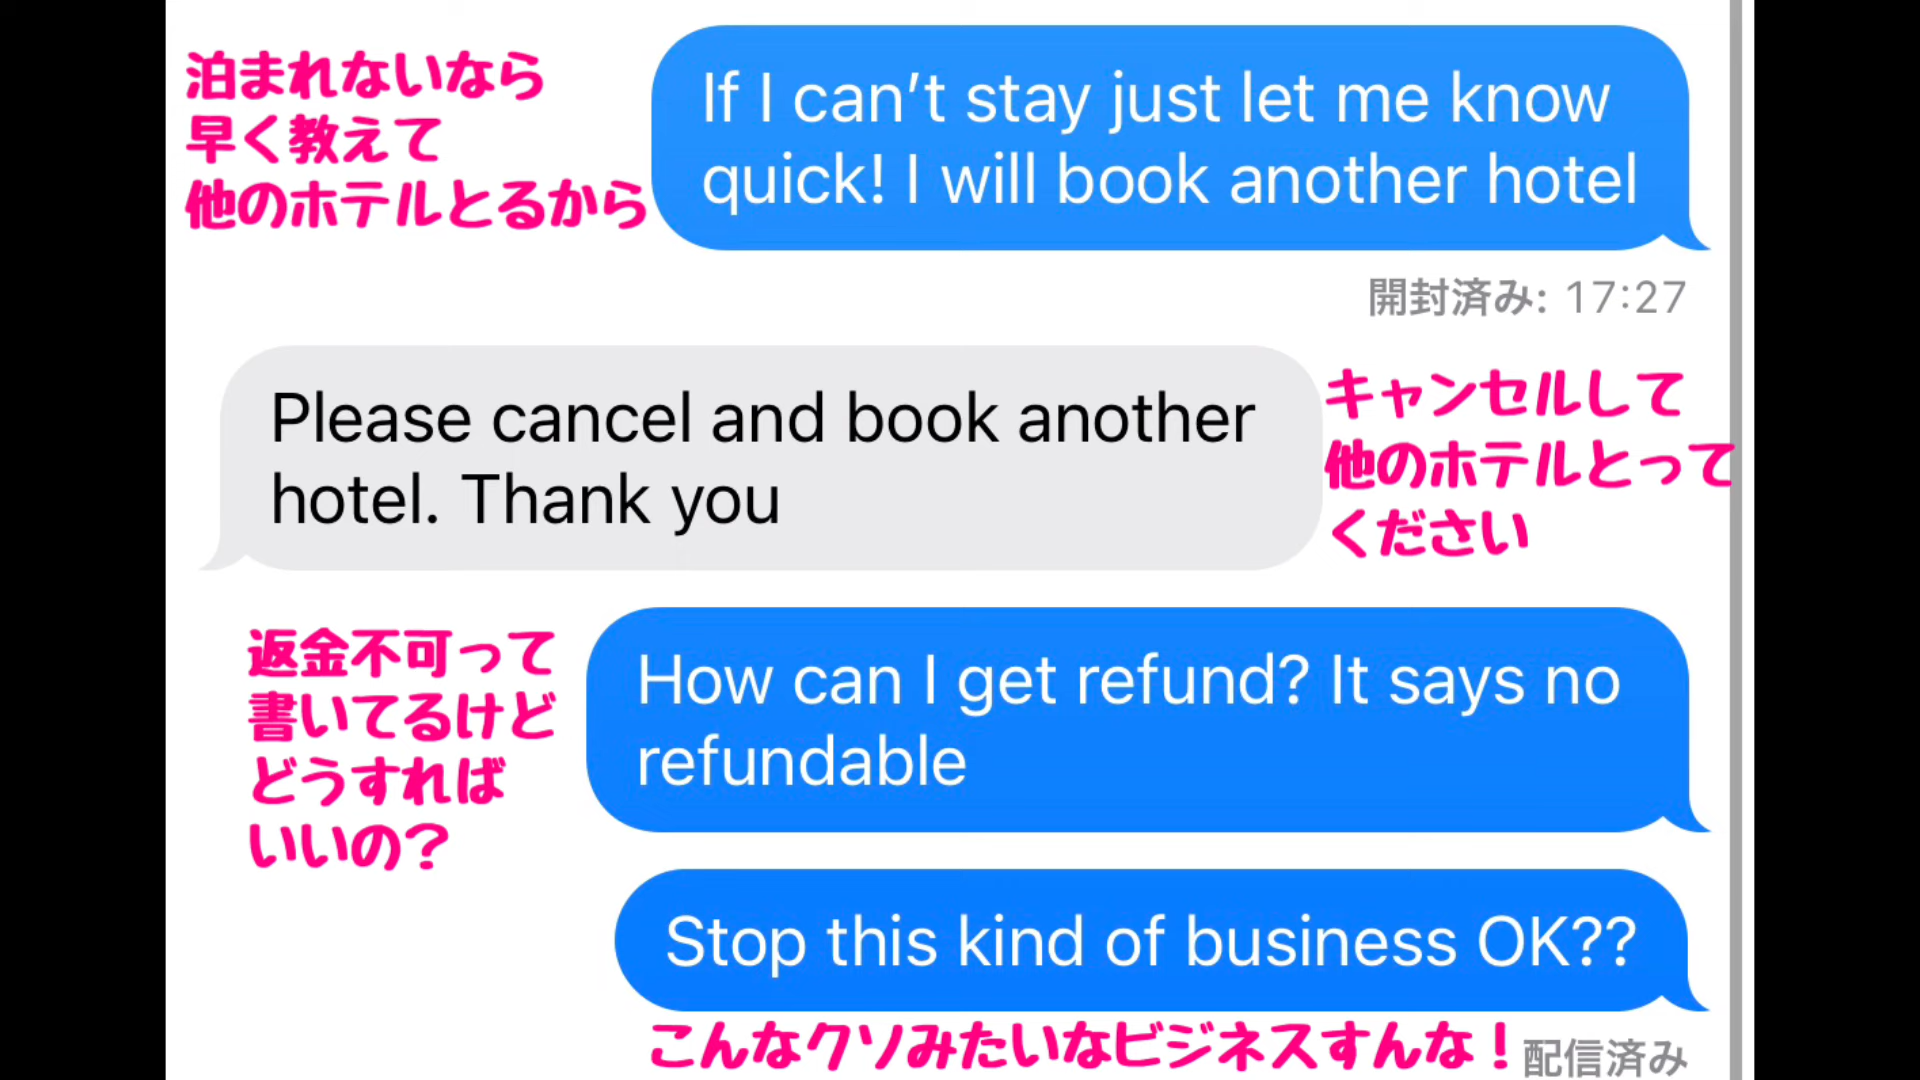 泊まれないなら
早く教えて
他のホテルとるから
If I can't stay just let me know
quick! I will book another hotel
開封済み: 17:27
Please cancel and book another
hotel. Thank you
キャンセルして
他のホテルとって
ください
返金不可って
書いてるけど
どうすれば
いいの?
How can I get refund? It says no
refundable
Stop this kind of business OK??
こんなクソみたいなビジネスすんな！
配信済み